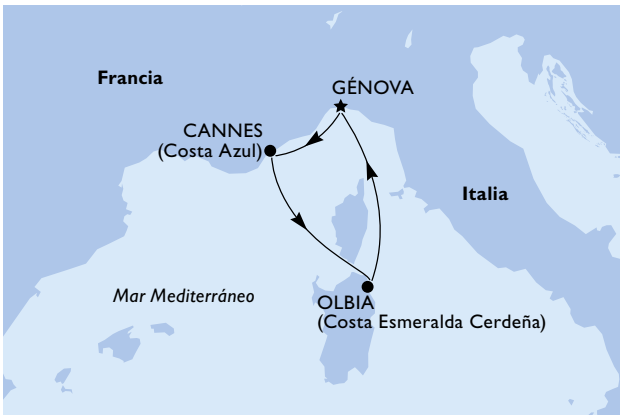 Francia
GÉNOVA
CANNES
(Costa Azul)
Italia
Mar Mediterráneo
OLBIA
(Costa Esmeralda Cerdeña)